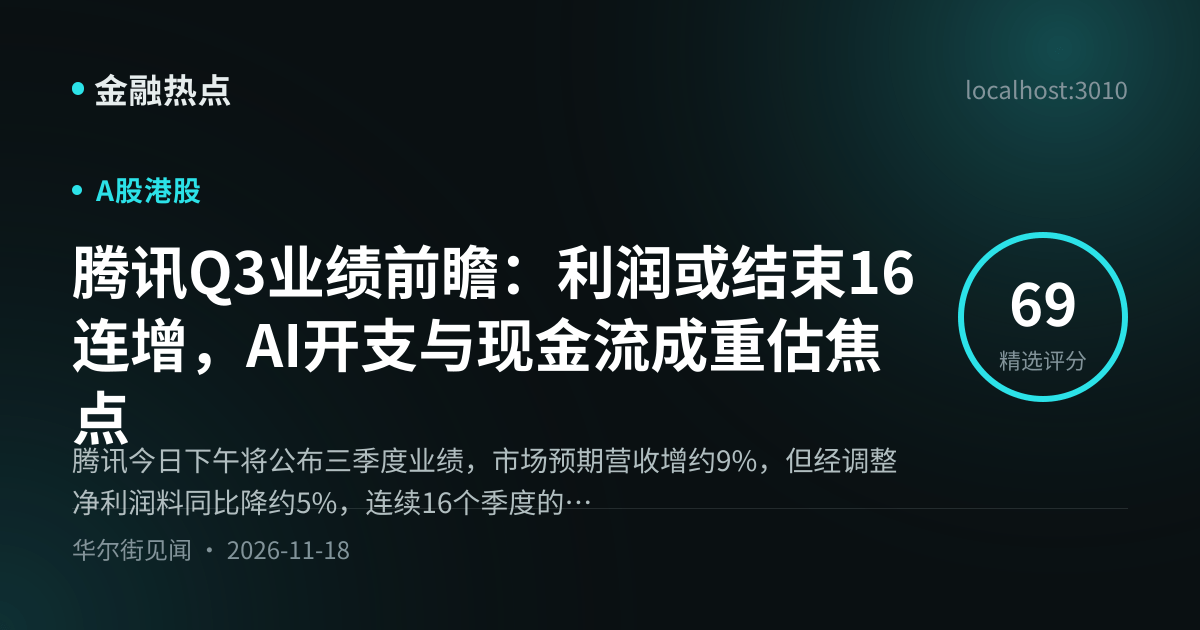 金融热点
localhost:3010
A股港股
腾讯Q3业绩前瞻：利润或结束16
连增，AI开支与现金流成重估焦
点
69
精选评分
腾讯今日下午将公布三季度业绩，市场预期营收增约9%，但经调整
净利润料同比降约5%，连续16个季度的…
华尔街见闻 · 2026-11-18